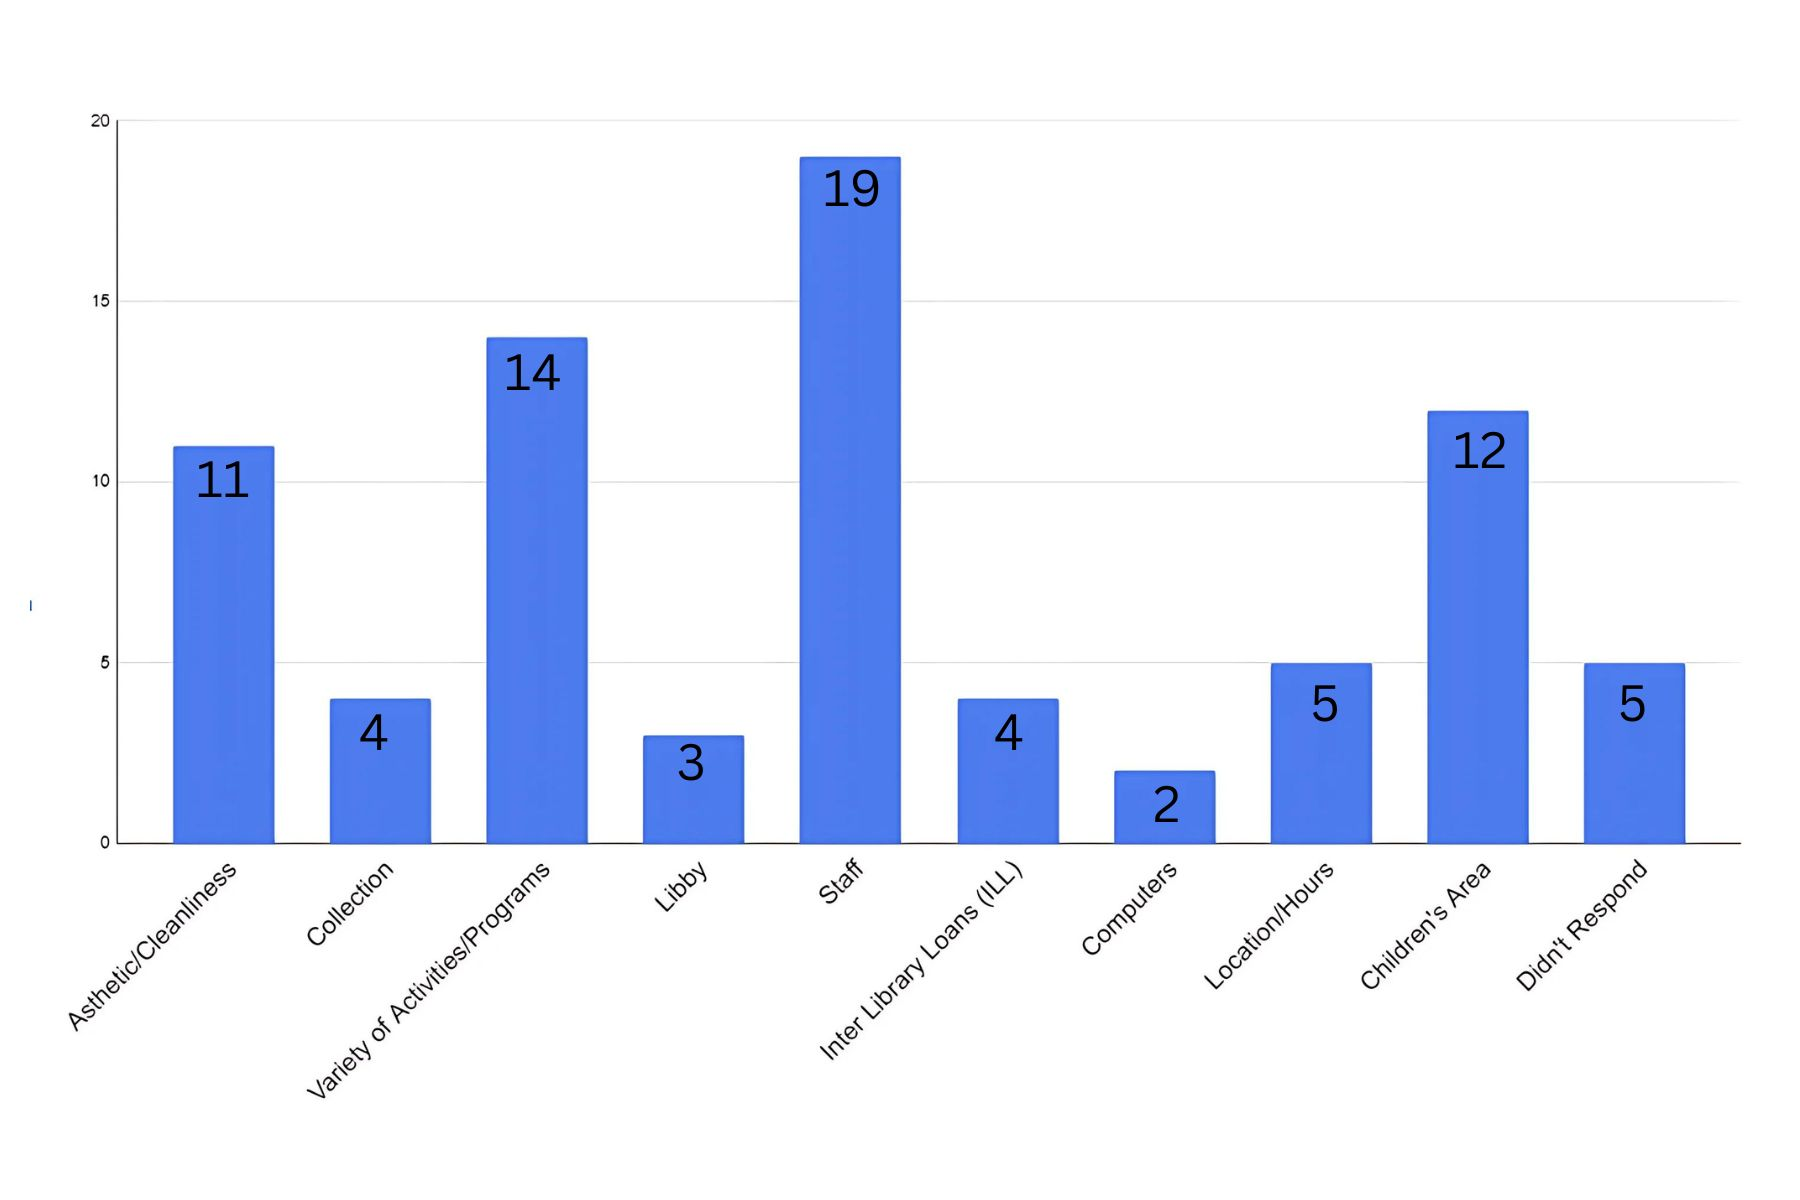 20
15
10
5
0
11
4
14
3
19
4
2
5
12
5
Asthetic/Cleanliness
Collection
Variety of Activities/Programs
Libby
Staff
Inter Library Loans (ILL)
Computers
Location/Hours
Children's Area
Didn't Respond